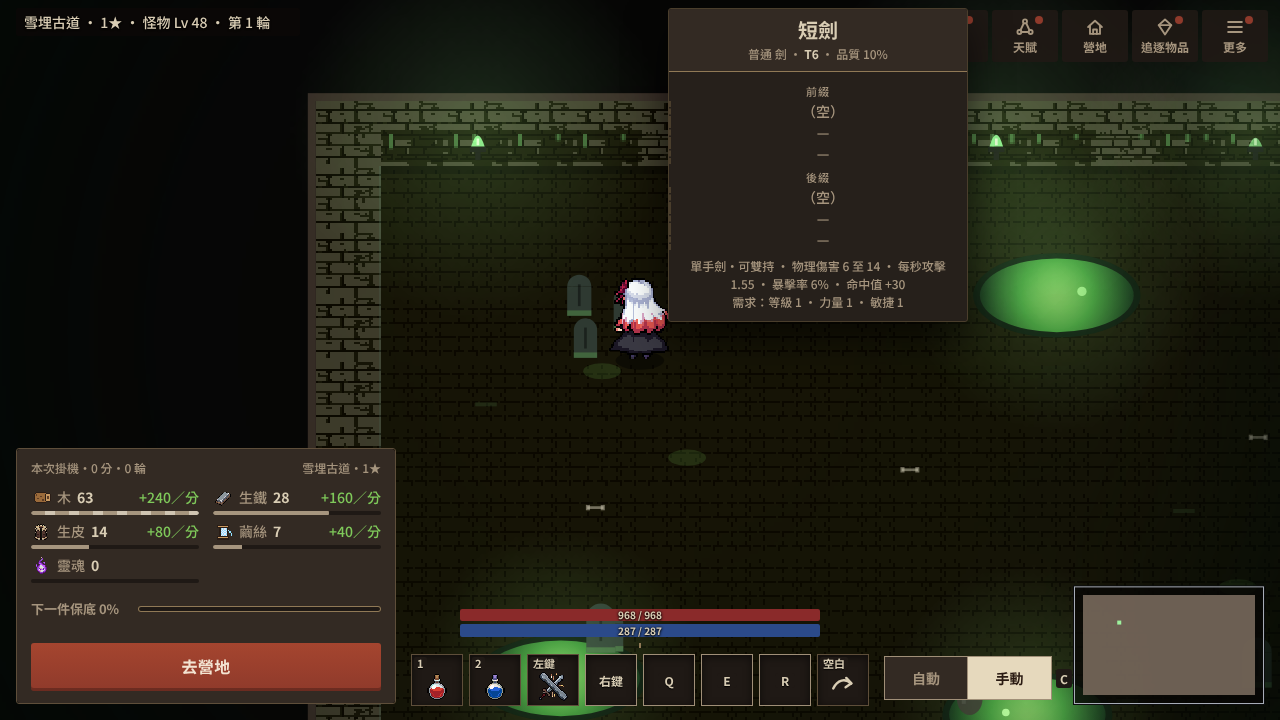 雪埋古道 • 1★ • 怪物 Lv 48 • 第 1 輪
短劍
普通 劍 • T6 • 品質 10%
前綴
（空）
—
—
後綴
（空）
—
—
單手劍 • 可雙持 • 物理傷害 6 至 14 • 每秒攻擊
1.55 • 暴擊率 6% • 命中值 +30
需求：等級 1 • 力量 1 • 敏捷 1
天賦
營地
追逐物品
更多
本次掛機 • 0 分 • 0 輪
雪埋古道 • 1★
木 63 +240／分
生鐵 28 +160／分
生皮 14 +80／分
繭絲 7 +40／分
靈魂 0
下一件保底 0%
去營地
968 / 968
287 / 287
1
2
左鍵
右鍵
Q
E
R
空白
自動
手動
C